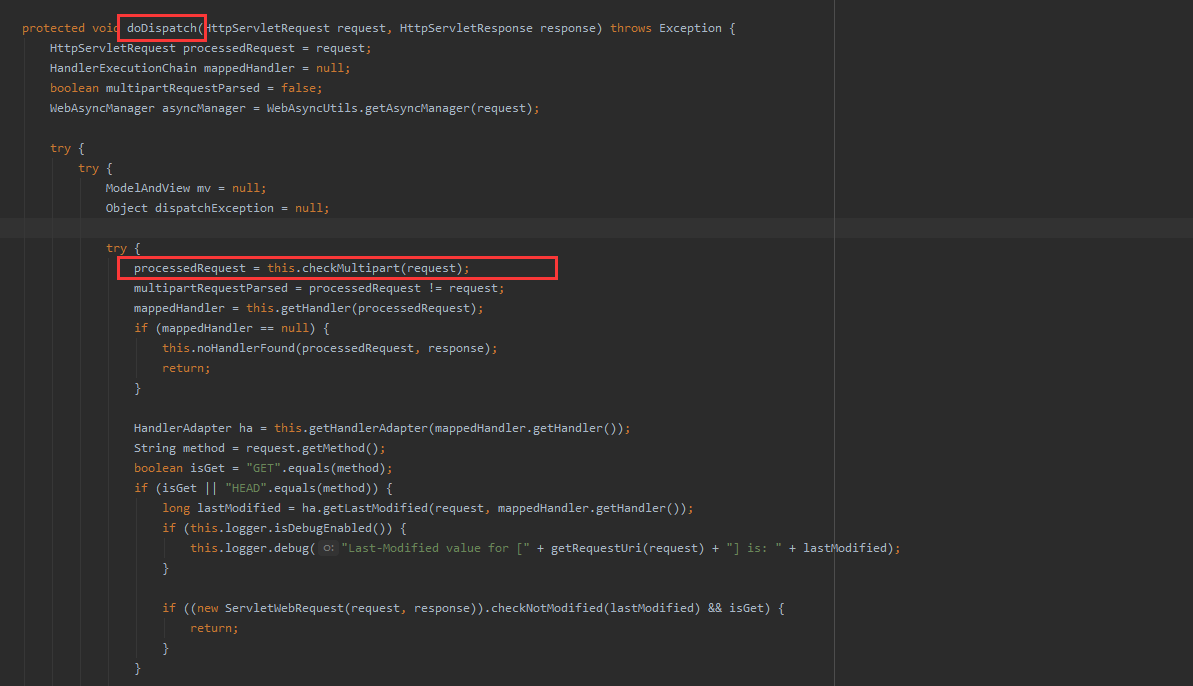 protected void doDispatch(HttpServletRequest request, HttpServletResponse response) throws Exception {
HttpServletRequest processedRequest = request;
HandlerExecutionChain mappedHandler = null;
boolean multipartRequestParsed = false;
WebAsyncManager asyncManager = WebAsyncUtils.getAsyncManager(request);
try {
try {
ModelAndView mv = null;
Object dispatchException = null;
try {
processedRequest = this.checkMultipart(request);
multipartRequestParsed = processedRequest != request;
mappedHandler = this.getHandler(processedRequest);
if (mappedHandler == null) {
this.noHandlerFound(processedRequest, response);
return;
}
HandlerAdapter ha = this.getHandlerAdapter(mappedHandler.getHandler());
String method = request.getMethod();
boolean isGet = "GET".equals(method);
if (isGet || "HEAD".equals(method)) {
long lastModified = ha.getLastModified(request, mappedHandler.getHandler());
if (this.logger.isDebugEnabled()) {
this.logger.debug( o: "Last-Modified value for [" + getRequestUri(request) + "] is: " + lastModified);
}
if ((new ServletWebRequest(request, response)).checkNotModified(lastModified) && isGet) {
return;
}
}